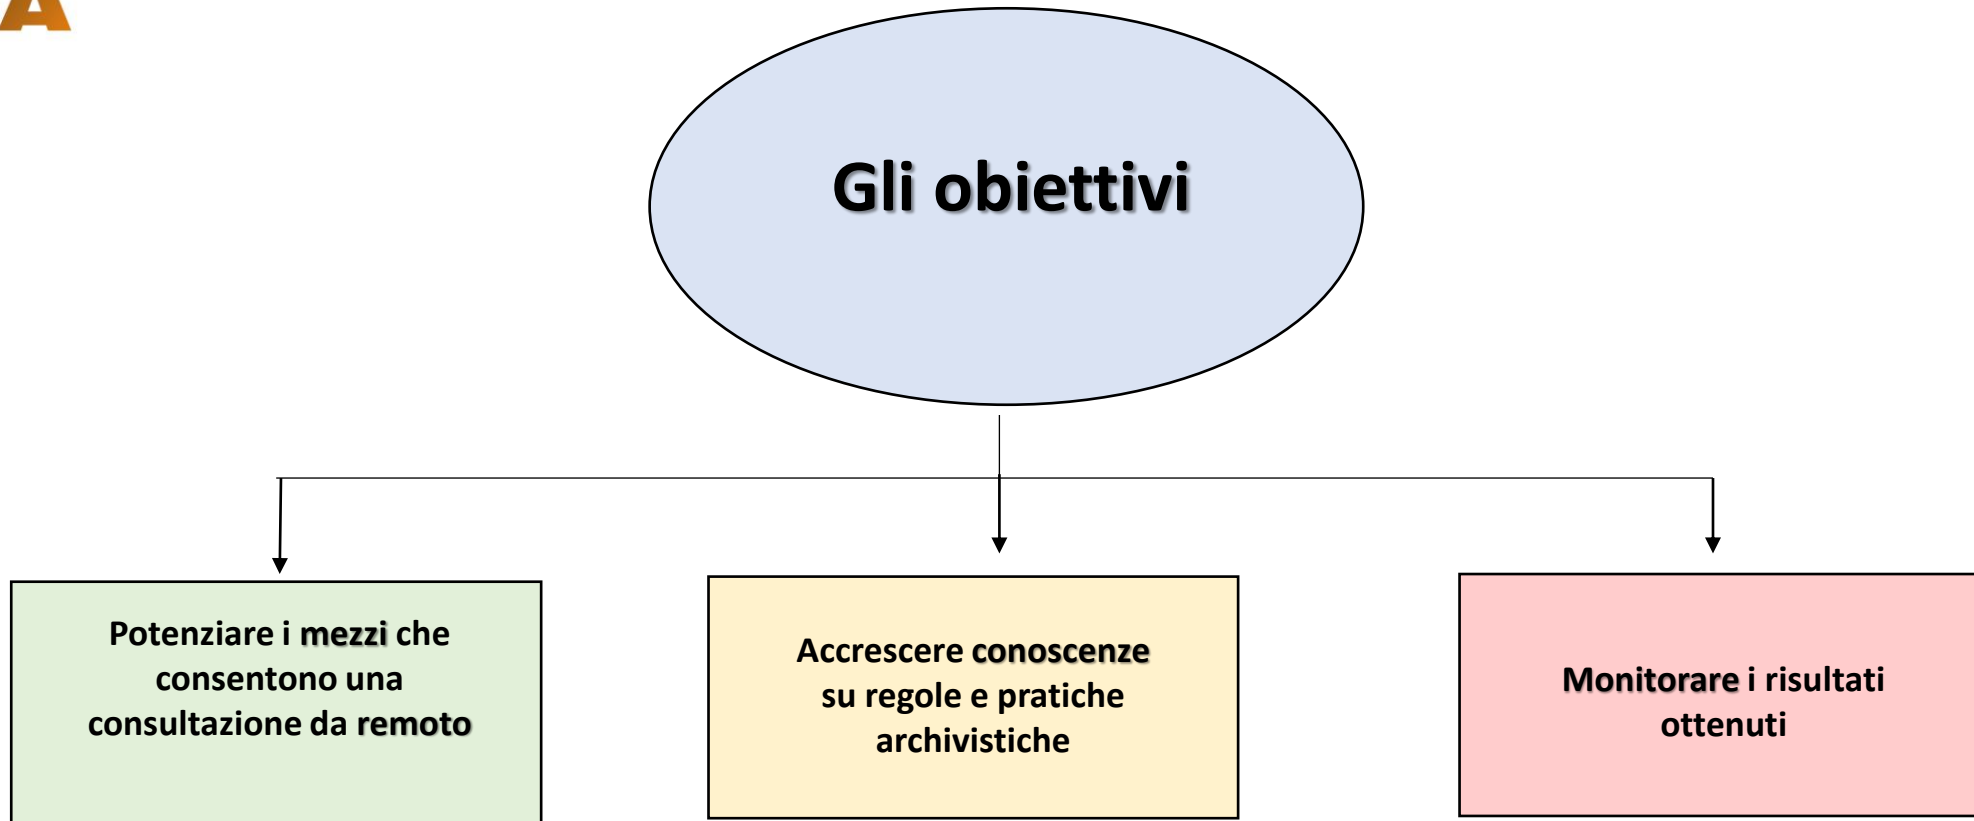 A
Gli obiettivi
Potenziare i mezzi che
consentono una
consultazione da remoto
Accrescere conoscenze
su regole e pratiche
archivistiche
Monitorare i risultati
ottenuti